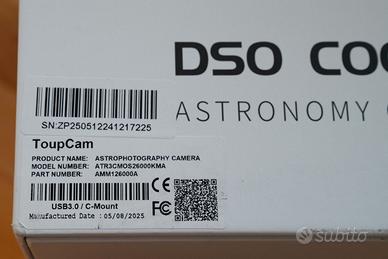 DSO COO
ASTRONOMY
SN:ZP250512241217225
ToupCam
PRODUCT NAME: ASTROPHOTOGRAPHY CAMERA
MODEL NUMBER: ATR3CMOS26000KMA
PART NUMBER: AMM126000A
USB3.0 / C-Mount
Manufactured Date : 05/08/2025
subito